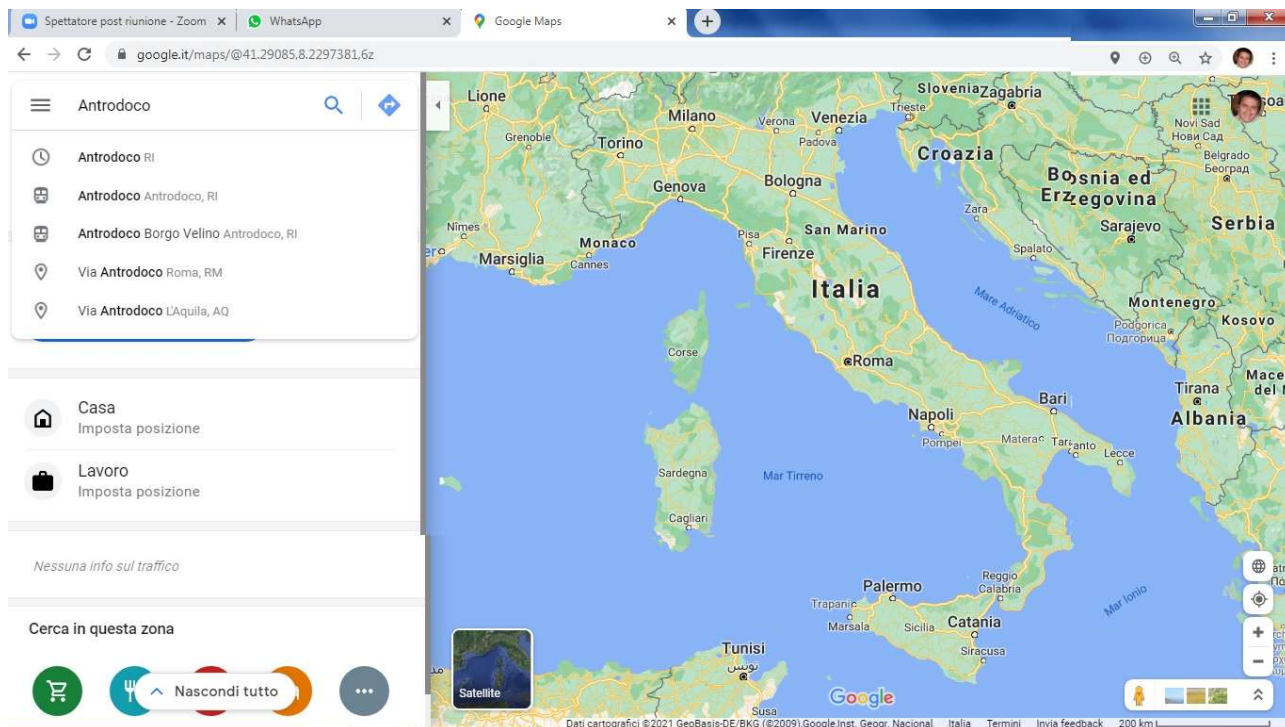 Spettatore post riunione - Zoom
WhatsApp
Google Maps
google.it/maps/@41.29085,8.2297381,6z
Antrodoco
Antrodoco RI
Antrodoco Antrodoco, RI
Antrodoco Borgo Velino Antrodoco, RI
Via Antrodoco Roma, RM
Via Antrodoco L'Aquila, AQ
Casa
Imposta posizione
Lavoro
Imposta posizione
Nessuna info sul traffico
Cerca in questa zona
Nascondi tutto
Lione
Grenoble
Torino
Milano
Verona
Venezia
Padova
Trieste
Slovenia
Zagabria
Novi Sad
Нови Сад
Belgrado
Београд
Croazia
Bosnia ed
Erzegovina
Sarajevo
Serbia
Genova
Bologna
Zara
Nîmes
Marsiglia
Monaco
Cannes
Pisa
Firenze
San Marino
Spalato
Italia
Mare Adriatico
Montenegro
Podgorica
Подгорица
Kosovo
Corse
Roma
Tirana
Albania
Mace
del
Napoli
Pompei
Bari
Matera
Taranto
Lecce
Sardegna
Cagliari
Mar Tirreno
Palermo
Reggio
Calabria
Mar Ionio
Trapani
Marsala
Sicilia
Catania
Siracusa
Tunisi
تونس
Susa
Satellite
Google
Dati cartografici ©2021 GeoBasis-DE/BKG (©2009) Google Inst. Geogr. Nacional Italia Termini Invia feedback 200 km